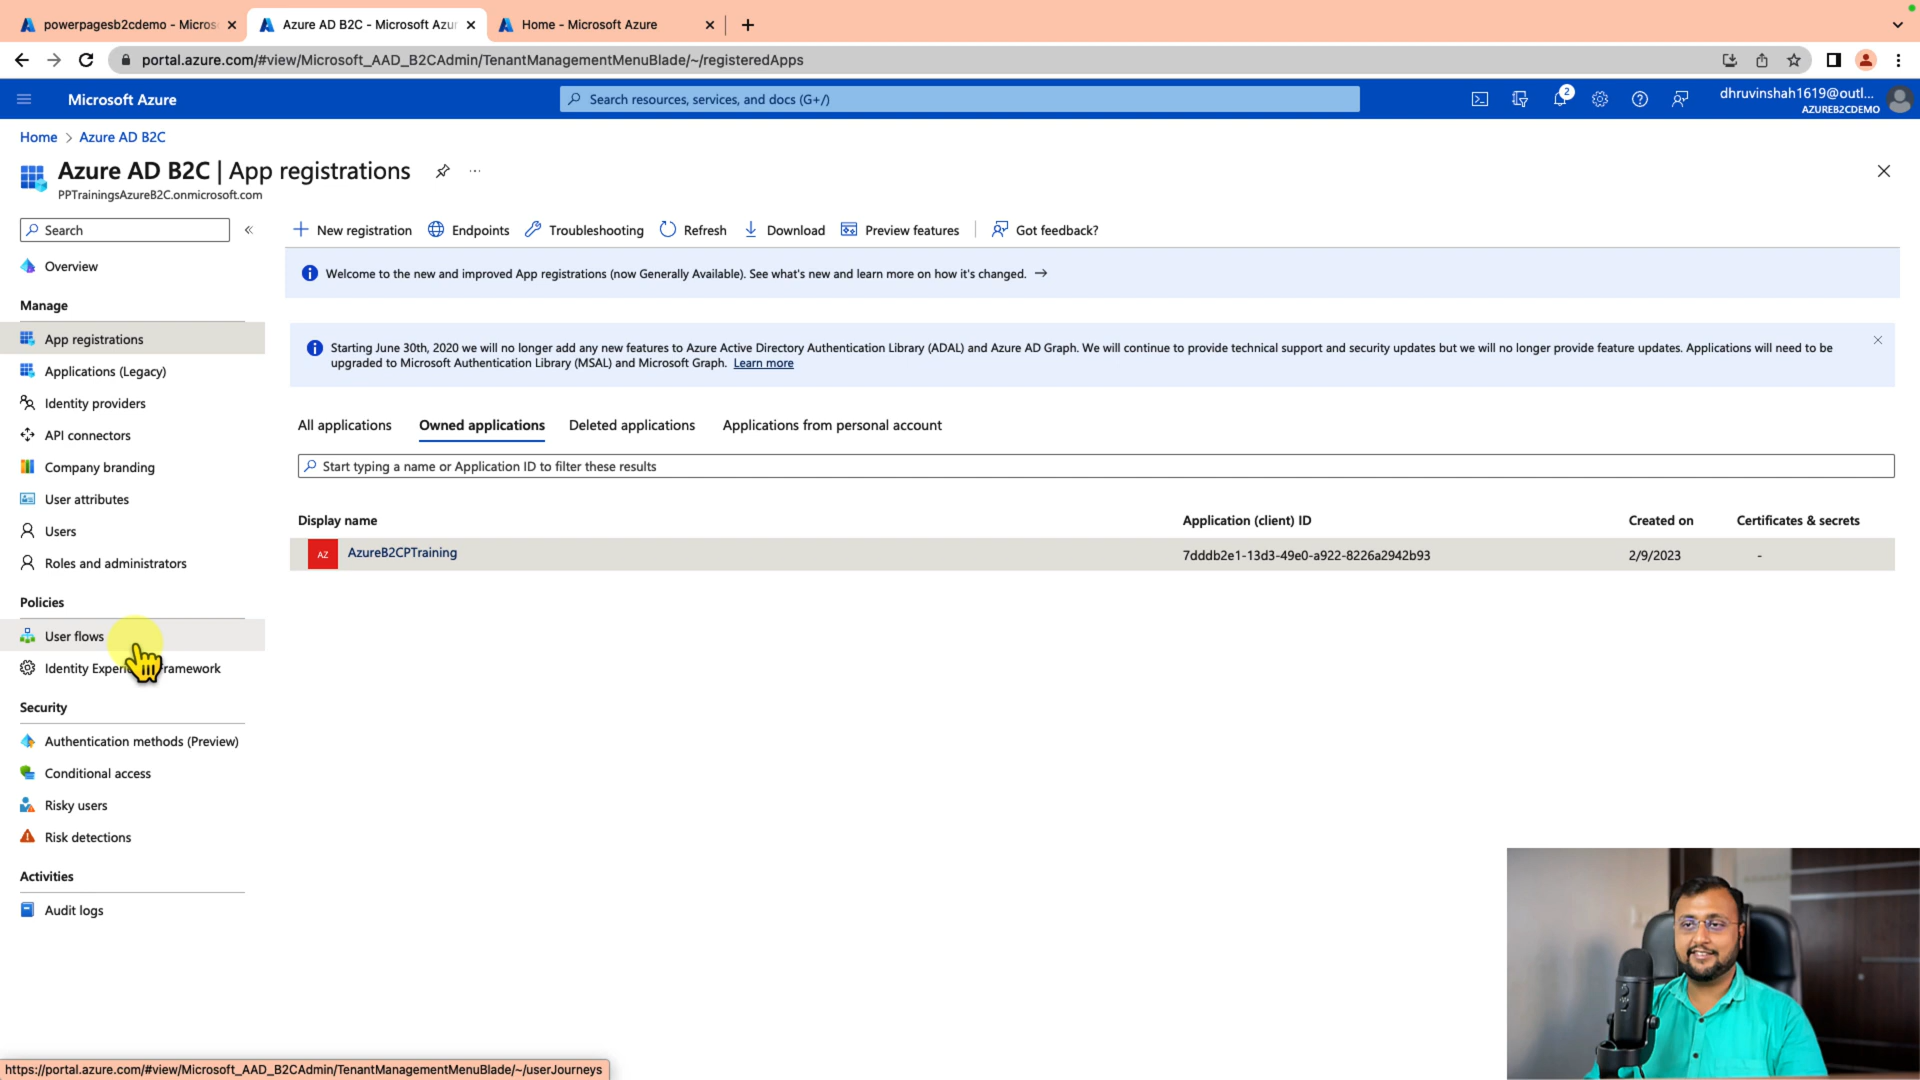 powerpagesb2cdemo - Micros
Azure AD B2C - Microsoft Azur
Home - Microsoft Azure
portal.azure.com/#view/Microsoft_AAD_B2CAdmin/TenantManagementMenuBlade/~/registeredApps
Microsoft Azure
Search resources, services, and docs (G+/)
2
dhruvinshah1619@outl...
AZUREB2CDEMO
Home > Azure AD B2C
Azure AD B2C | App registrations
PPTrainingsAzureB2C.onmicrosoft.com
Search
New registration
Endpoints
Troubleshooting
Refresh
Download
Preview features
Got feedback?
Overview
Welcome to the new and improved App registrations (now Generally Available). See what's new and learn more on how it's changed.
Manage
App registrations
Applications (Legacy)
Identity providers
API connectors
Company branding
User attributes
Users
Roles and administrators
Policies
User flows
Identity Experi ramework
Security
Authentication methods (Preview)
Conditional access
Risky users
Risk detections
Activities
Audit logs
Starting June 30th, 2020 we will no longer add any new features to Azure Active Directory Authentication Library (ADAL) and Azure AD Graph. We will continue to provide technical support and security updates but we will no longer provide feature updates. Applications will need to be
upgraded to Microsoft Authentication Library (MSAL) and Microsoft Graph. Learn more
All applications
Owned applications
Deleted applications
Applications from personal account
Start typing a name or Application ID to filter these results
Display name
Application (client) ID
Created on
Certificates & secrets
AZ
AzureB2CPTraining
7dddb2e1-13d3-49e0-a922-8226a2942b93
2/9/2023
-
https://portal.azure.com/#view/Microsoft_AAD_B2CAdmin/TenantManagementMenuBlade/~/userJourneys